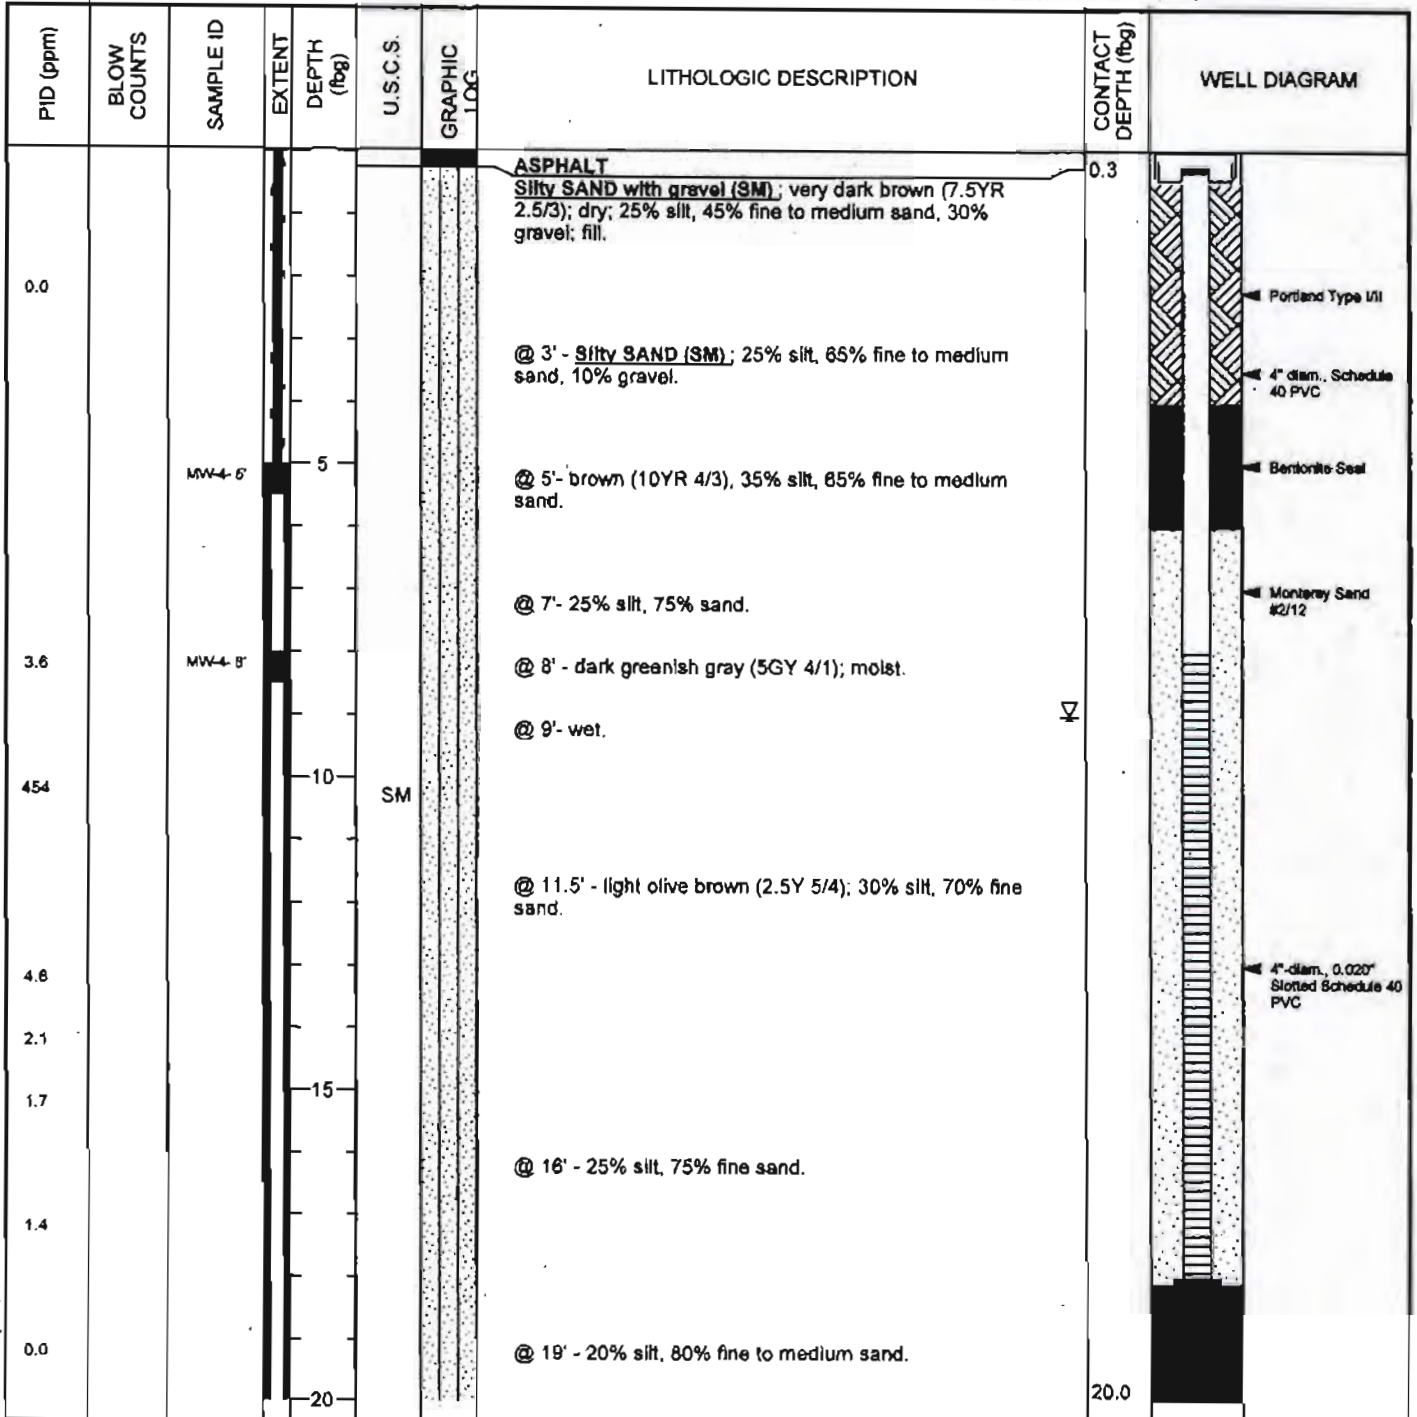 PID (ppm)
BLOW COUNTS
SAMPLE ID
EXTENT
DEPTH (fbg)
U.S.C.S.
GRAPHIC LOG
LITHOLOGIC DESCRIPTION
CONTACT DEPTH (fbg)
WELL DIAGRAM
ASPHALT
0.3
Silty SAND with gravel (SM); very dark brown (7.5YR
2.5/3); dry; 25% silt, 45% fine to medium sand, 30%
gravel; fill.
0.0
Portland Type I/II
@ 3' - Silty SAND (SM); 25% silt, 65% fine to medium
sand, 10% gravel.
4" diam., Schedule
40 PVC
MW-4- 5'
5
@ 5'- brown (10YR 4/3), 35% silt, 65% fine to medium
sand.
Bentonite Seal
@ 7'- 25% silt, 75% sand.
Monterey Sand
#2/12
3.6
MW-4- 8'
@ 8' - dark greenish gray (5GY 4/1); moist.
@ 9'- wet.
454
10
SM
@ 11.5' - light olive brown (2.5Y 5/4); 30% silt, 70% fine
sand.
4.6
4"-diam., 0.020"
Slotted Schedule 40
PVC
2.1
15
1.7
@ 16' - 25% silt, 75% fine sand.
1.4
0.0
@ 19' - 20% silt, 80% fine to medium sand.
20
20.0